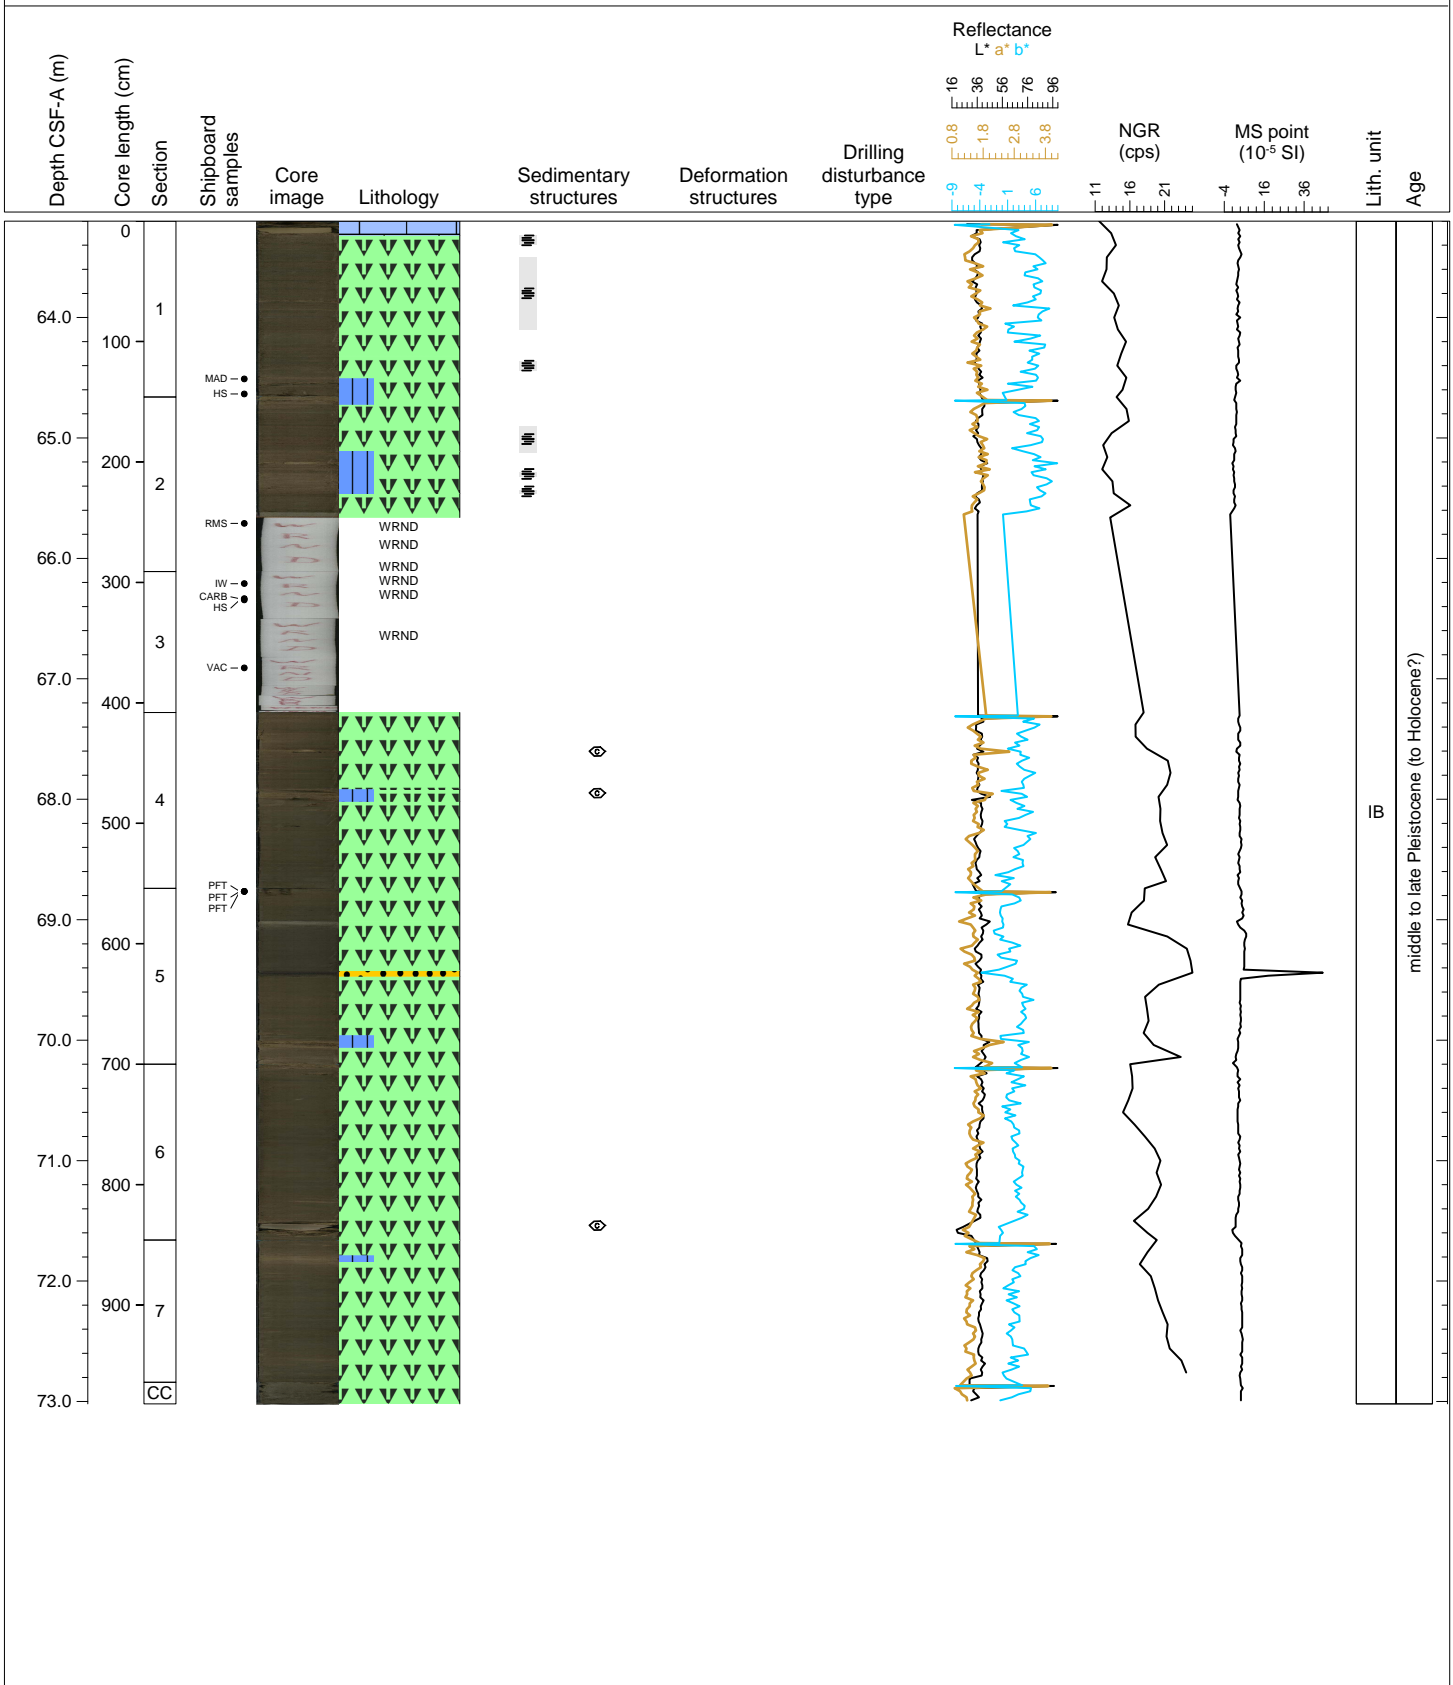 Depth CSF-A (m)
Core length (cm)
Section
Shipboard
samples
Core
image
Lithology
Sedimentary
structures
Deformation
structures
Drilling
disturbance
type
Reflectance
L* a* b*
16 36 56 76 96
0.8 1.8 2.8 3.8
-9 -4 1 6
NGR
(cps)
11 16 21
MS point
(10-5 SI)
-4 16 36
Lith. unit
Age
0
1
64.0
100
MAD
HS
65.0
200
2
RMS
WRND
WRND
66.0
WRND
300
IW
WRND
CARB
WRND
HS
3
WRND
VAC
67.0
400
c
c
68.0
4
IB
500
PFT
PFT
PFT
69.0
600
5
middle to late Pleistocene (to Holocene?)
70.0
700
71.0
6
800
c
72.0
900
7
CC
73.0